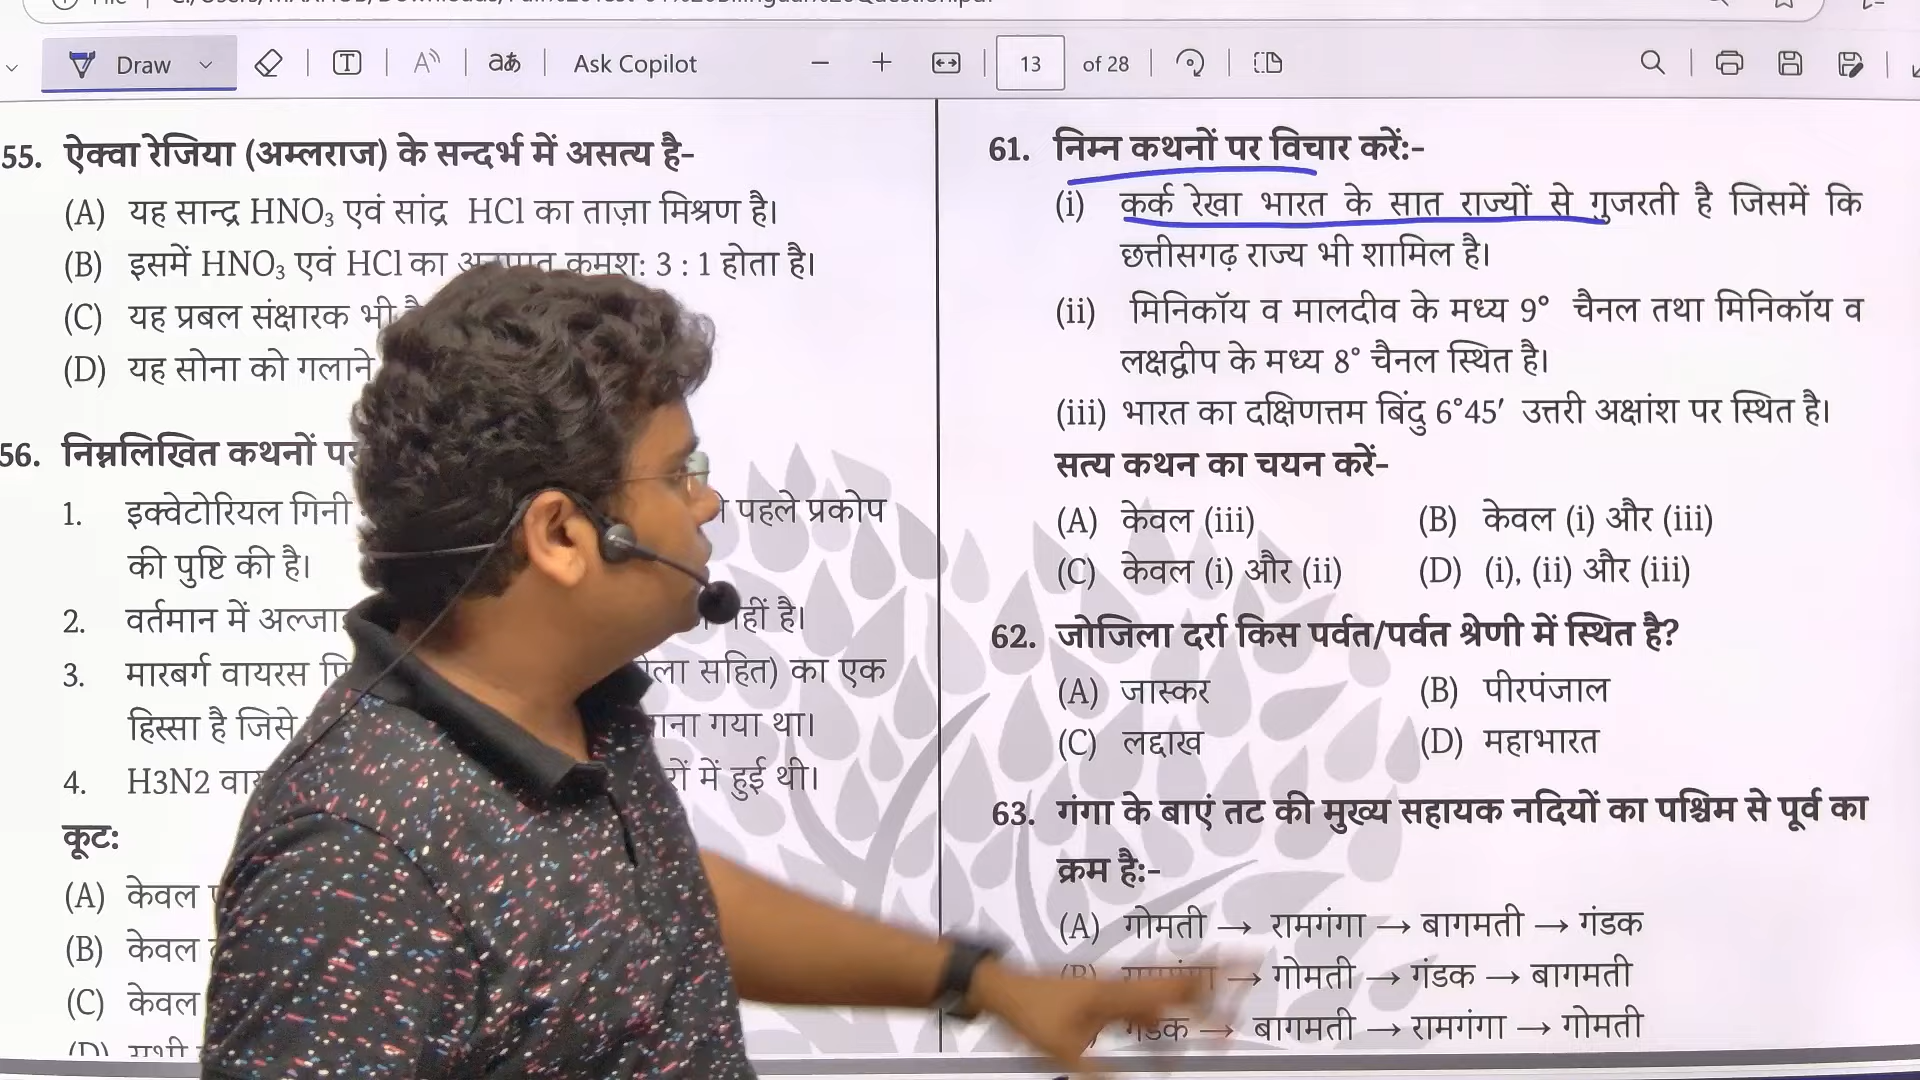 Draw
aあ
Ask Copilot
13 of 28
55. ऐक्वा रेजिया (अम्लराज) के सन्दर्भ में असत्य है-
(A) यह सान्द्र HNO₃ एवं सांद्र HCl का ताज़ा मिश्रण है।
(B) इसमें HNO₃ एवं HCl का अनुपात क्रमश: 3 : 1 होता है।
(C) यह प्रबल संक्षारक भी
(D) यह सोना को गलाने
56. निम्नलिखित कथनों पर
1. इक्वेटोरियल गिनी पहले प्रकोप
की पुष्टि की है।
2. वर्तमान में नहीं है।
3. मारबर्ग वायरस सहित) का एक
हिस्सा है जिसे माना गया था।
4. H3N2 में हुई थी।
कूट:
(A) केवल
(B) केवल
(C) केवल
(D)
61. निम्न कथनों पर विचार करें:-
(i) कर्क रेखा भारत के सात राज्यों से गुजरती है जिसमें कि
छत्तीसगढ़ राज्य भी शामिल है।
(ii) मिनिकॉय व मालदीव के मध्य 9° चैनल तथा मिनिकॉय व
लक्षद्वीप के मध्य 8° चैनल स्थित है।
(iii) भारत का दक्षिणत्तम बिंदु 6°45′ उत्तरी अक्षांश पर स्थित है।
सत्य कथन का चयन करें-
(A) केवल (iii) (B) केवल (i) और (iii)
(C) केवल (i) और (ii) (D) (i), (ii) और (iii)
62. जोजिला दर्रा किस पर्वत/पर्वत श्रेणी में स्थित है?
(A) जास्कर (B) पीरपंजाल
(C) लद्दाख (D) महाभारत
63. गंगा के बाएं तट की मुख्य सहायक नदियों का पश्चिम से पूर्व का
क्रम है:-
(A) गोमती → रामगंगा → बागमती → गंडक
(B) → गोमती → गंडक → बागमती
गंडक → बागमती → रामगंगा → गोमती